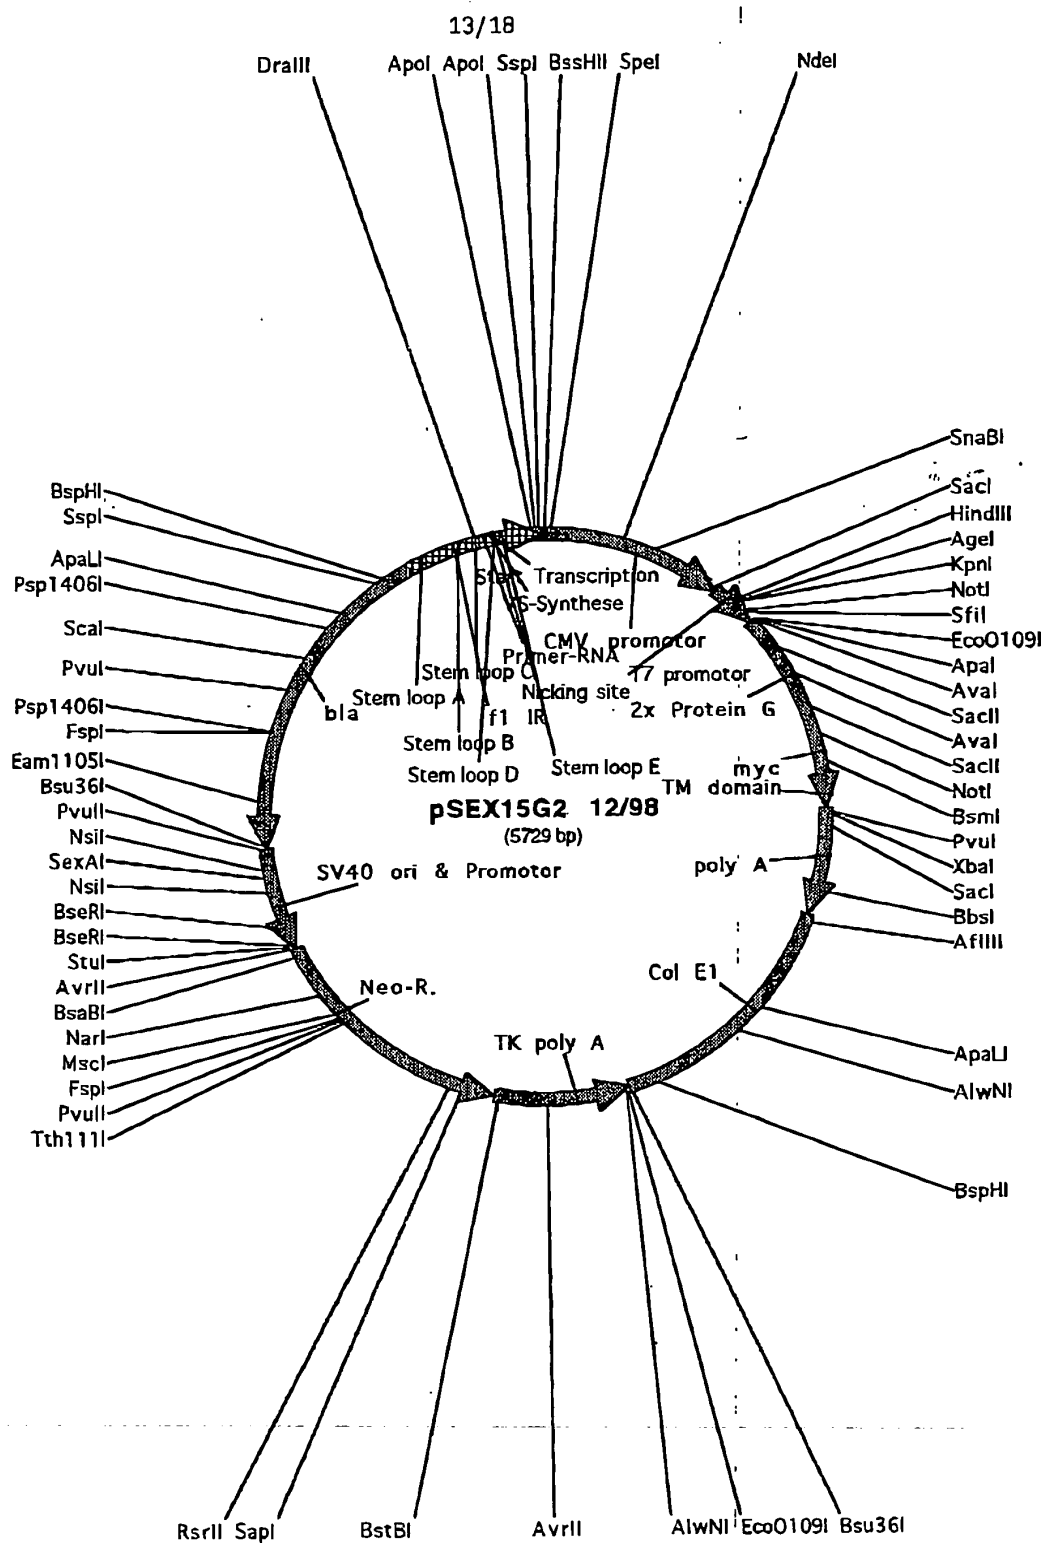 13/18
DraIII ApoI ApoI SspI BssHII SpeI NdeI
SnaBI
SacI
HindIII
AgeI
KpnI
NotI
SfiI
EcoO109I
ApaI
AvaI
SacII
AvaI
SacII
NotI
BsmI
PvuI
XbaI
SacI
BbsI
AflIII
ApaLI
AlwNI
BspHI
BspHI
SspI
ApaLI
Psp1406I
ScaI
PvuI
Psp1406I
FspI
Eam1105I
Bsu36I
PvuII
NsiI
SexAI
NsiI
BseRI
BseRI
StuI
AvrII
BsaBI
NarI
MscI
FspI
PvuII
Tth111I
Start Transcription
VS-Synthese
CMV promotor
Primer-RNA
Stem loop C
T7 promotor
Stem loop A
Nicking site
bla
f1 IR
2x Protein G
Stem loop B
Stem loop D
Stem loop E
myc
TM domain
pSEX15G2 12/98
(5729 bp)
poly A
SV40 ori & Promotor
Col E1
Neo-R.
TK poly A
RsrII SapI BstBI AvrII AlwNI EcoO109I Bsu36I